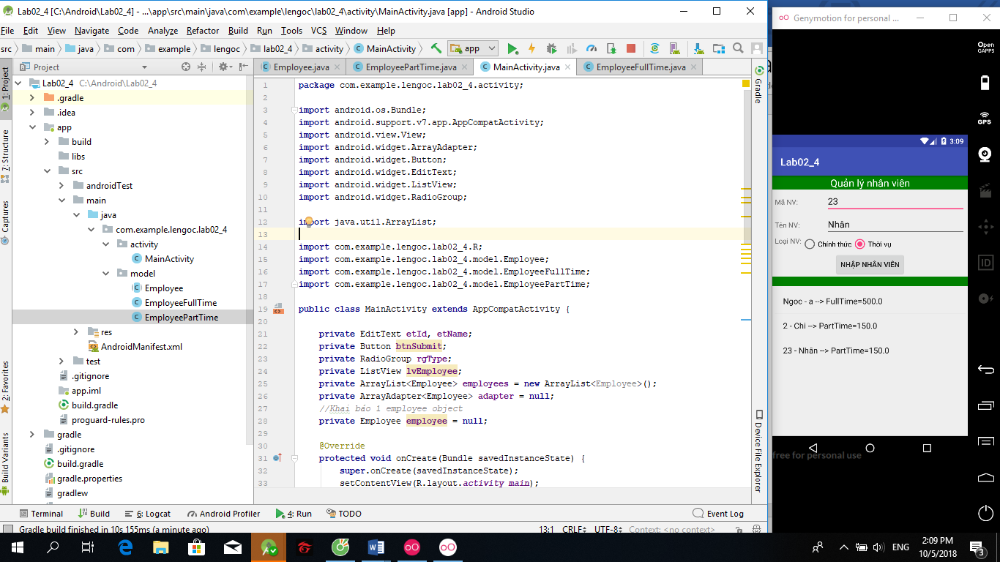 Lab02_4 [C:\Android\Lab02_4] - ...\app\src\main\java\com\example\lengoc\lab02_4\activity\MainActivity.java [app] - Android Studio
File Edit View Navigate Code Analyze Refactor Build Run Tools VCS Window Help
src main java com example lengoc lab02_4 activity MainActivity app
Project
Employee.java EmployeePartTime.java MainActivity.java EmployeeFullTime.java
1: Project
7: Structure
Captures
2: Favorites
Build Variants
Lab02_4 C:\Android\Lab02_4
.gradle
.idea
app
build
libs
src
androidTest
main
java
com.example.lengoc.lab02_4
activity
MainActivity
model
Employee
EmployeeFullTime
EmployeePartTime
res
AndroidManifest.xml
test
.gitignore
app.iml
build.gradle
proguard-rules.pro
gradle
.gitignore
build.gradle
gradle.properties
gradlew
1 package com.example.lengoc.lab02_4.activity;
2
3 import android.os.Bundle;
4 import android.support.v7.app.AppCompatActivity;
5 import android.view.View;
6 import android.widget.ArrayAdapter;
7 import android.widget.Button;
8 import android.widget.EditText;
9 import android.widget.ListView;
10 import android.widget.RadioGroup;
11
12 import java.util.ArrayList;
13
14 import com.example.lengoc.lab02_4.R;
15 import com.example.lengoc.lab02_4.model.Employee;
16 import com.example.lengoc.lab02_4.model.EmployeeFullTime;
17 import com.example.lengoc.lab02_4.model.EmployeePartTime;
18
19 public class MainActivity extends AppCompatActivity {
20
21 private EditText etId, etName;
22 private Button btnSubmit;
23 private RadioGroup rgType;
24 private ListView lvEmployee;
25 private ArrayList<Employee> employees = new ArrayList<Employee>();
26 private ArrayAdapter<Employee> adapter = null;
27 //Khai báo 1 employee object
28 private Employee employee = null;
29
30 @Override
31 protected void onCreate(Bundle savedInstanceState) {
32 super.onCreate(savedInstanceState);
33 setContentView(R.layout.activity_main);
Gradle
Device File Explorer
Terminal Build 6: Logcat Android Profiler 4: Run TODO Event Log
Gradle build finished in 10s 155ms (a minute ago) 13:1 CRLF UTF-8 Context: <no context>
Genymotion for personal ...
Open
GAPPS
GPS
ID
3:09
Lab02_4
Quản lý nhân viên
Mã NV: 23
Tên NV: Nhân
Loại NV: Chính thức Thời vụ
NHẬP NHÂN VIÊN
Ngoc - a --> FullTime=500.0
2 - Chi --> PartTime=150.0
23 - Nhân --> PartTime=150.0
free for personal use
ENG 2:09 PM
10/5/2018
3